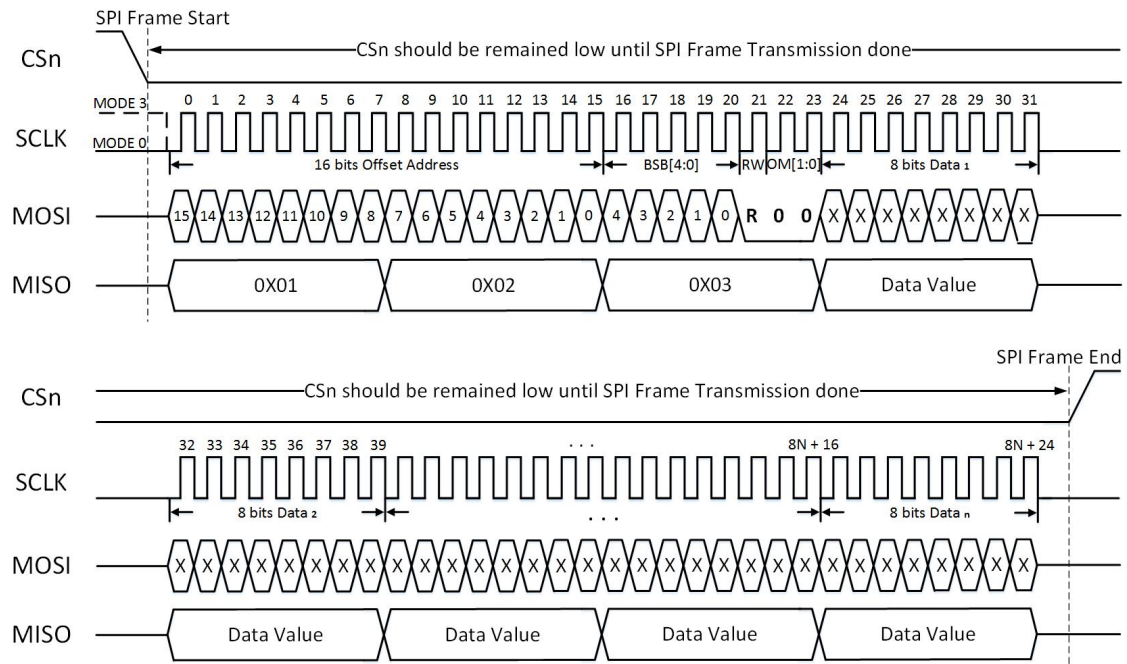 SPI Frame Start
CSn
CSn should be remained low until SPI Frame Transmission done
MODE 3
0 1 2 3 4 5 6 7 8 9 10 11 12 13 14 15 16 17 18 19 20 21 22 23 24 25 26 27 28 29 30 31
SCLK
MODE 0
16 bits Offset Address BSB[4:0] RW OM[1:0] 8 bits Data 1
MOSI 15 14 13 12 11 10 9 8 7 6 5 4 3 2 1 0 4 3 2 1 0 R 0 0 X X X X X X X X
MISO 0X01 0X02 0X03 Data Value
SPI Frame End
CSn
CSn should be remained low until SPI Frame Transmission done
32 33 34 35 36 37 38 39 . . . 8N + 16 8N + 24
SCLK
8 bits Data 2 . . . 8 bits Data n
MOSI X X X X X X X X X X X X X X X X X X X X X X X X X X X X X X X X
MISO Data Value Data Value Data Value Data Value